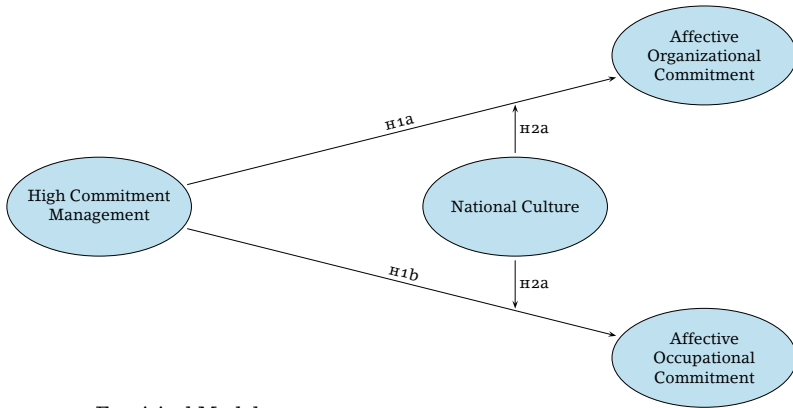 Affective
Organizational
Commitment
H1a
H2a
High Commitment
Management
National Culture
H1b
H2a
Affective
Occupational
Commitment